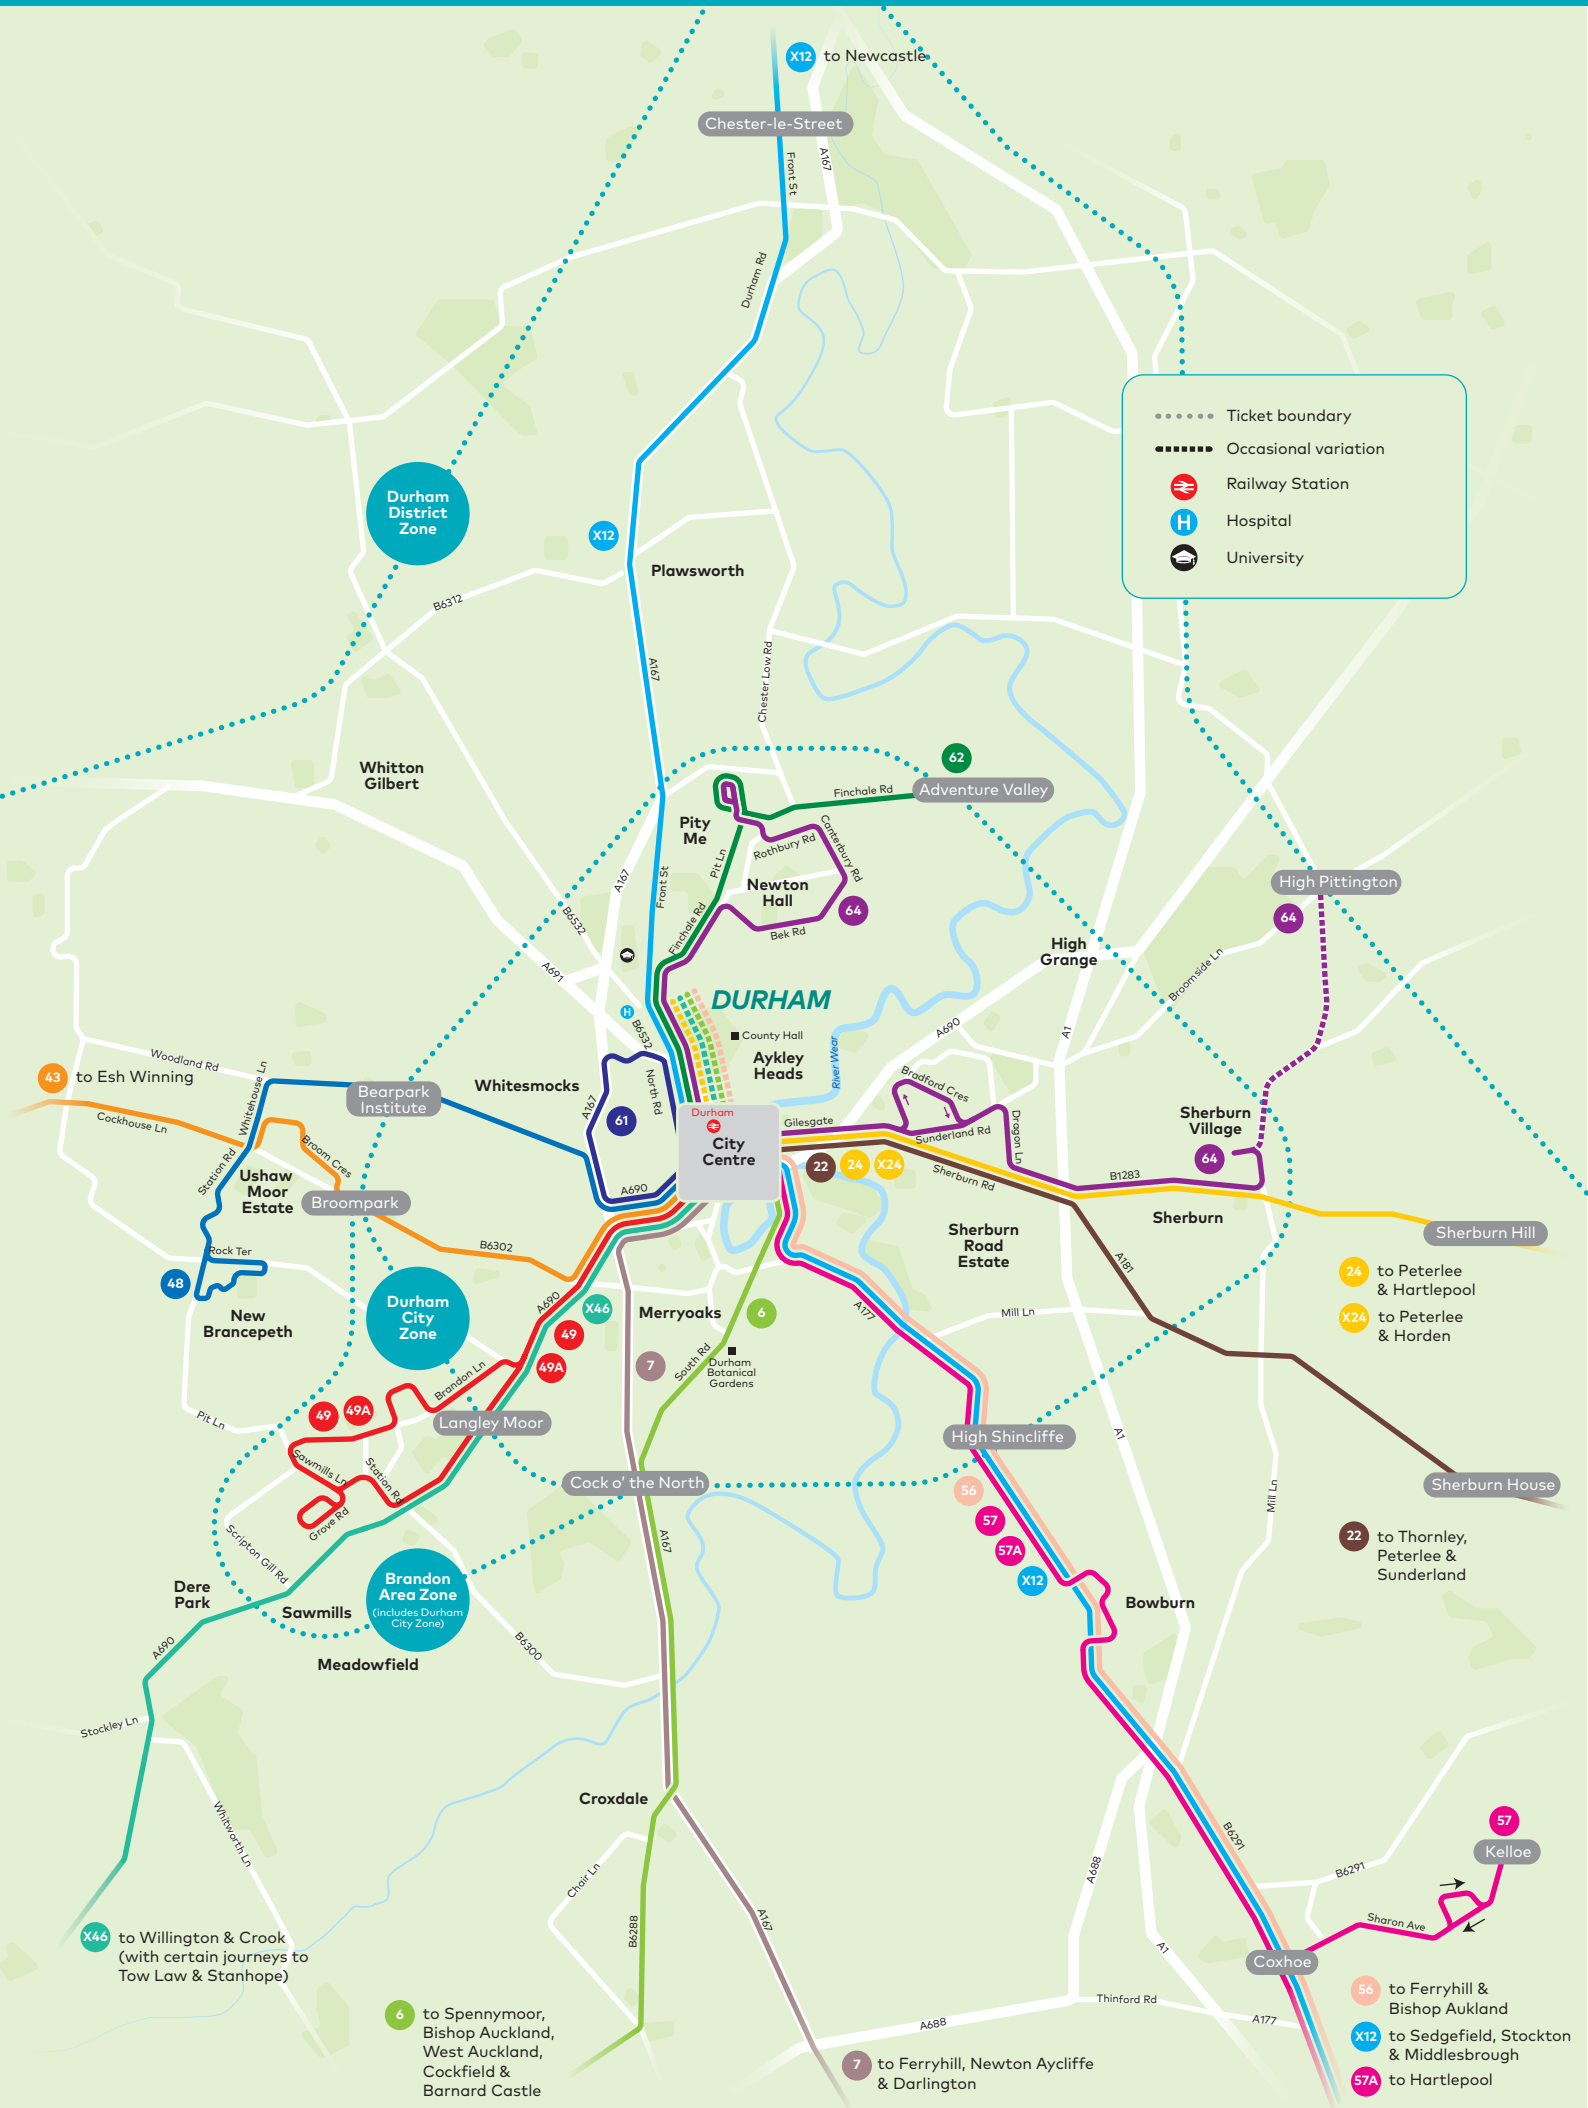 X12 to Newcastle
Chester-le-Street
Front St
A167
Durham Rd
Ticket boundary
Occasional variation
Railway Station
H Hospital
University
Durham
District
Zone
X12
Plawsworth
B6312
A167
Chester Low Rd
Whitton
Gilbert
62
Adventure Valley
Finchale Rd
Pity
Me
Rothbury Rd
Canterbury Rd
Pit Ln
A167
Front St
Newton
Hall
64
Bek Rd
Finchale Rd
B6532
A691
High Pittington
64
High
Grange
Broomside Ln
DURHAM
H
B6532
County Hall
Aykley
Heads
River Wear
A690
A1
Woodland Rd
43 to Esh Winning
Cockhouse Ln
Whitehouse Ln
Bearpark
Institute
Whitesmocks
A167
North Rd
61
Bradford Cres
Durham
City
Centre
Gilesgate
Sunderland Rd
Dragon Ln
Sherburn
Village
64
Broom Cres
Station Rd
Ushaw
Moor
Estate
Broompark
A690
22
24
X24
Sherburn Rd
B1283
Sherburn
Sherburn Hill
B6302
Rock Ter
48
New
Brancepeth
Sherburn
Road
Estate
A181
24 to Peterlee
& Hartlepool
X24 to Peterlee
& Horden
Durham
City
Zone
A690
X46
49
49A
Merryoaks
6
A177
Mill Ln
7
South Rd
Durham
Botanical
Gardens
Brandon Ln
49
49A
Pit Ln
Langley Moor
High Shincliffe
A1
Sawmills Ln
Station Rd
Grove Rd
Cock o' the North
56
57
57A
X12
Mill Ln
Sherburn House
22 to Thornley,
Peterlee &
Sunderland
A167
Scripton Gill Rd
Dere
Park
Sawmills
Brandon
Area Zone
(includes Durham
City Zone)
Bowburn
Meadowfield
A690
B6300
Stockley Ln
Whitworth Ln
Croxdale
B6291
57
Kelloe
Chair Ln
A688
B6291
Sharon Ave
B6288
A167
A1
Coxhoe
X46 to Willington & Crook
(with certain journeys to
Tow Law & Stanhope)
56 to Ferryhill &
Bishop Aukland
Thinford Rd
A688
A177
X12 to Sedgefield, Stockton
& Middlesbrough
57A to Hartlepool
6 to Spennymoor,
Bishop Auckland,
West Auckland,
Cockfield &
Barnard Castle
7 to Ferryhill, Newton Aycliffe
& Darlington